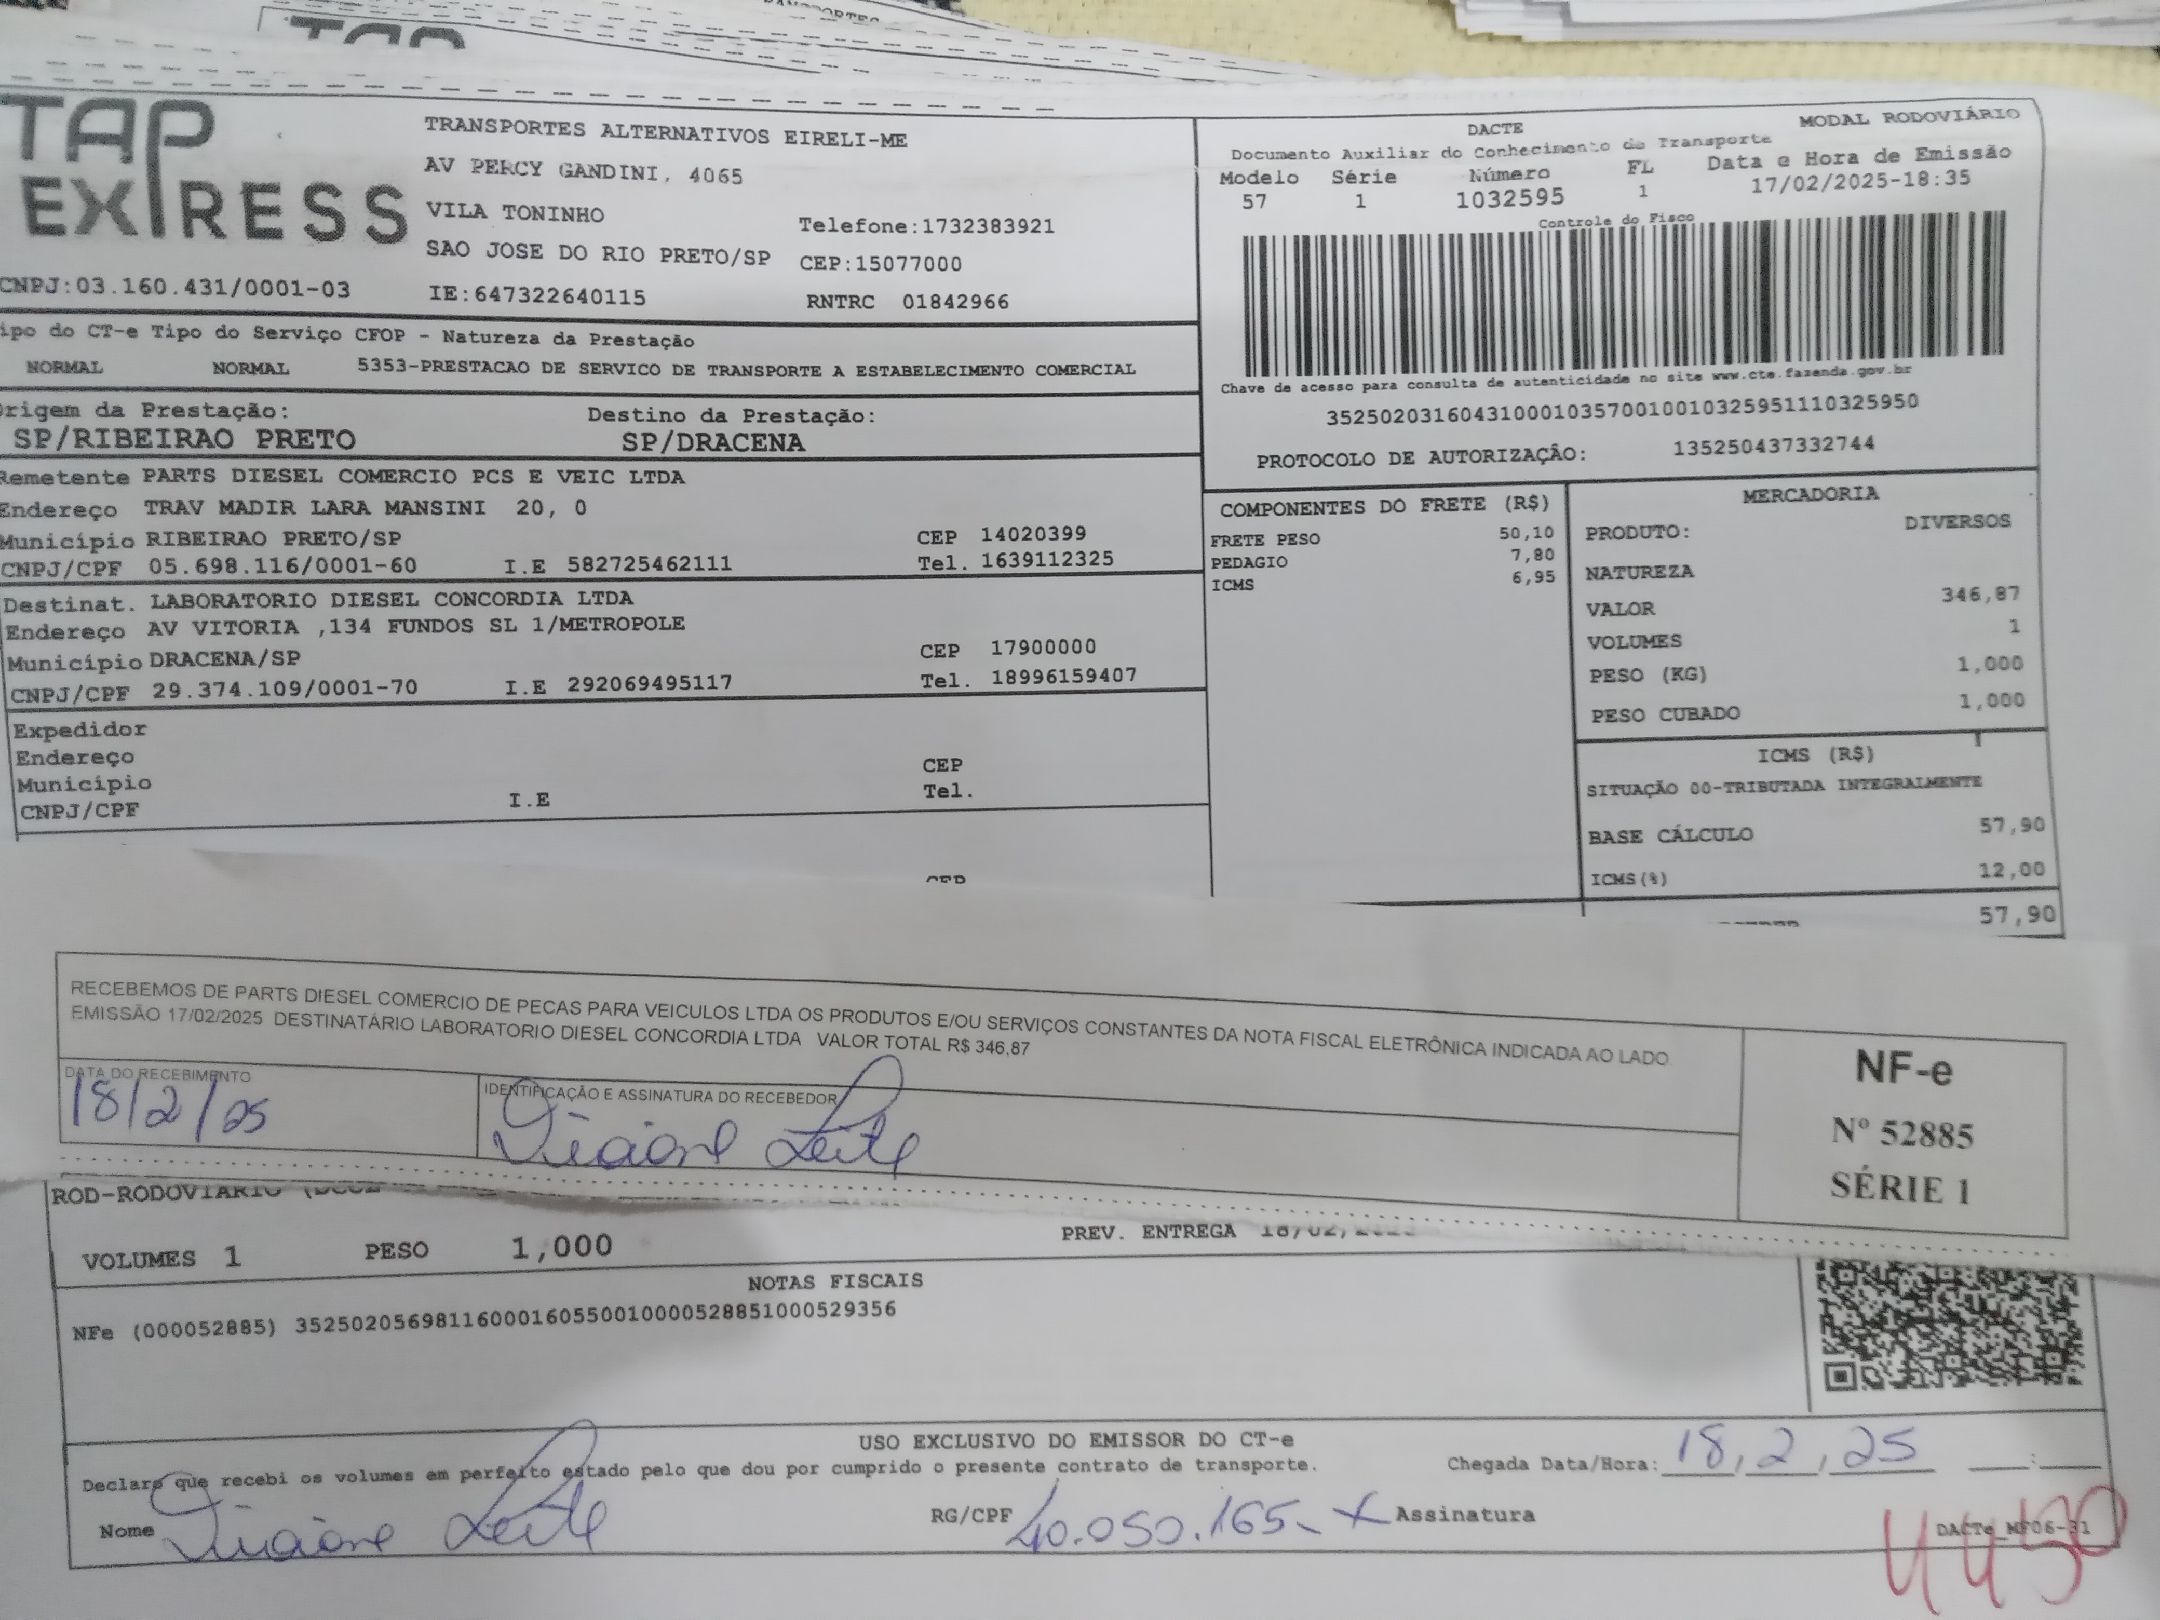 TAP EXPRESS
TRANSPORTES ALTERNATIVOS EIRELI-ME
AV PERCY GANDINI, 4065
VILA TONINHO
Telefone:1732383921
SAO JOSE DO RIO PRETO/SP CEP:15077000
CNPJ:03.160.431/0001-03 IE:647322640115 RNTRC 01842966
DACTE MODAL RODOVIÁRIO
Documento Auxiliar do Conhecimento de Transporte
Modelo Série Número FL Data e Hora de Emissão
57 1 1032595 1 17/02/2025-18:35
Controle do Fisco
Chave de acesso para consulta de autenticidade no site www.cte.fazenda.gov.br
35250203160431000103570010010325951110325950
PROTOCOLO DE AUTORIZAÇÃO: 135250437332744
ipo do CT-e Tipo do Serviço CFOP - Natureza da Prestação
NORMAL NORMAL 5353-PRESTACAO DE SERVICO DE TRANSPORTE A ESTABELECIMENTO COMERCIAL
Origem da Prestação: Destino da Prestação:
SP/RIBEIRAO PRETO SP/DRACENA
Remetente PARTS DIESEL COMERCIO PCS E VEIC LTDA
Endereço TRAV MADIR LARA MANSINI 20, 0
Município RIBEIRAO PRETO/SP CEP 14020399
CNPJ/CPF 05.698.116/0001-60 I.E 582725462111 Tel. 1639112325
Destinat. LABORATORIO DIESEL CONCORDIA LTDA
Endereço AV VITORIA ,134 FUNDOS SL 1/METROPOLE
Município DRACENA/SP CEP 17900000
CNPJ/CPF 29.374.109/0001-70 I.E 292069495117 Tel. 18996159407
Expedidor
Endereço
Município CEP
CNPJ/CPF I.E Tel.
CEP
COMPONENTES DO FRETE (R$)
FRETE PESO 50,10
PEDAGIO 7,80
ICMS 6,95
MERCADORIA
PRODUTO: DIVERSOS
NATUREZA
VALOR 346,87
VOLUMES 1
PESO (KG) 1,000
PESO CUBADO 1,000
ICMS (R$)
SITUAÇÃO 00-TRIBUTADA INTEGRALMENTE
BASE CÁLCULO 57,90
ICMS(%) 12,00
57,90
RECEBEMOS DE PARTS DIESEL COMERCIO DE PECAS PARA VEICULOS LTDA OS PRODUTOS E/OU SERVIÇOS CONSTANTES DA NOTA FISCAL ELETRÔNICA INDICADA AO LADO
EMISSÃO 17/02/2025 DESTINATÁRIO LABORATORIO DIESEL CONCORDIA LTDA VALOR TOTAL R$ 346,87
DATA DO RECEBIMENTO IDENTIFICAÇÃO E ASSINATURA DO RECEBEDOR
18/2/25 Leite
NF-e
Nº 52885
SÉRIE 1
ROD-RODOVIARIO
VOLUMES 1 PESO 1,000 PREV. ENTREGA 18/02/2025
NOTAS FISCAIS
NFe (000052885) 35250205698116000160550010000528851000529356
USO EXCLUSIVO DO EMISSOR DO CT-e
Declaro que recebi os volumes em perfeito estado pelo que dou por cumprido o presente contrato de transporte. Chegada Data/Hora: 18,2,25
Nome Leite RG/CPF 40.050.165-X Assinatura
DACTe_MF06-31
4450